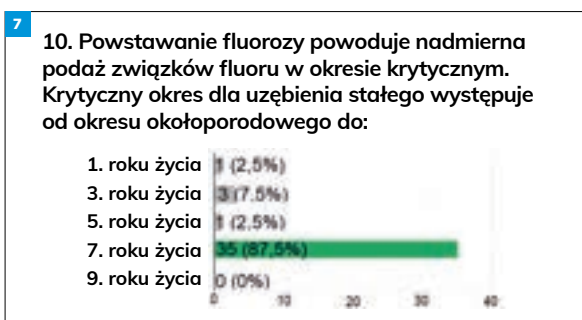 7
10. Powstawanie fluorozy powoduje nadmierna
podaż związków fluoru w okresie krytycznym.
Krytyczny okres dla uzębienia stałego występuje
od okresu okołoporodowego do:
1. roku życia 1 (2,5%)
3. roku życia 3 (7,5%)
5. roku życia 1 (2,5%)
7. roku życia 35 (87,5%)
9. roku życia 0 (0%)
0 10 20 30 40